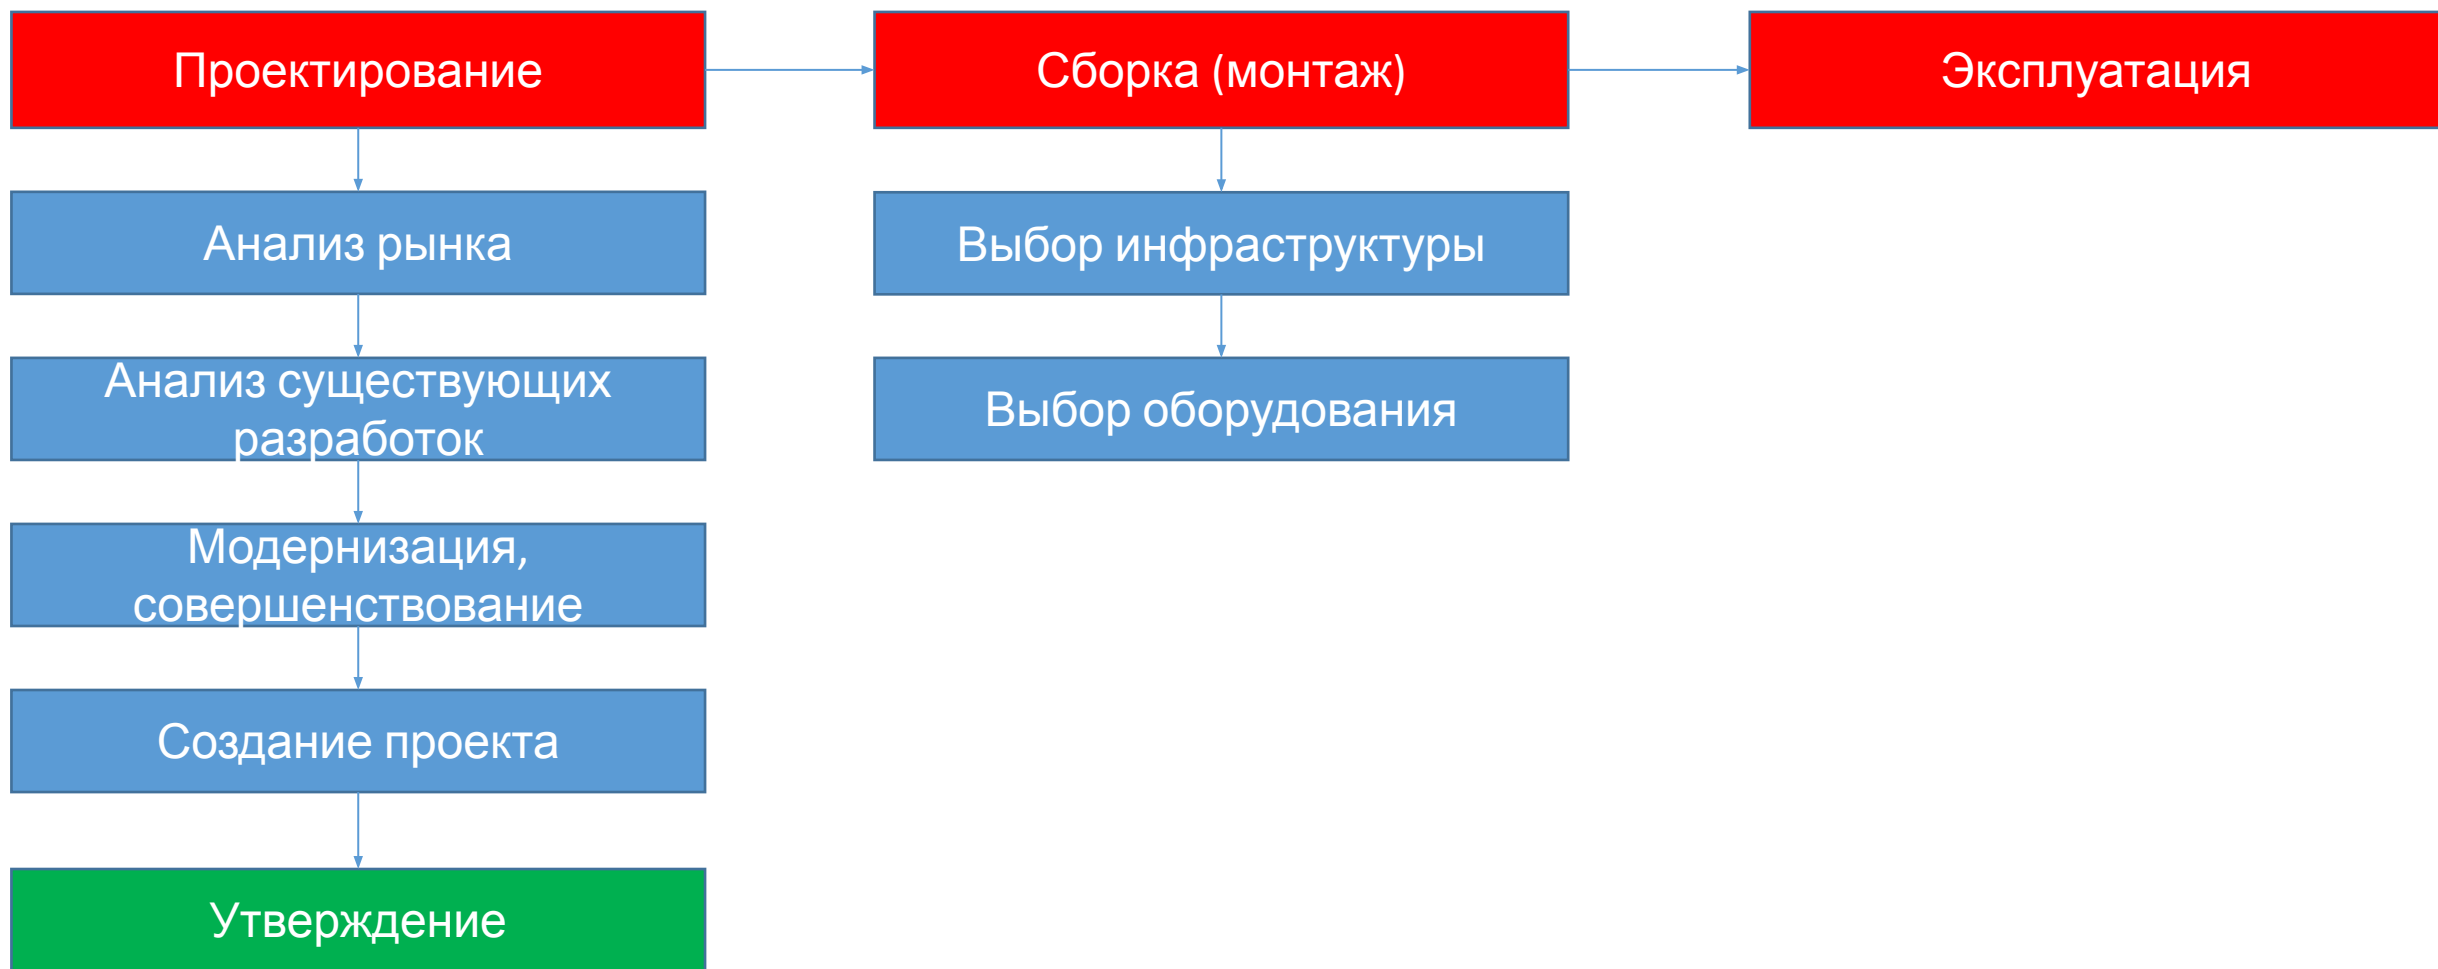 Проектирование
Сборка (монтаж)
Эксплуатация
Анализ рынка
Выбор инфраструктуры
Анализ существующих
разработок
Выбор оборудования
Модернизация,
совершенствование
Создание проекта
Утверждение